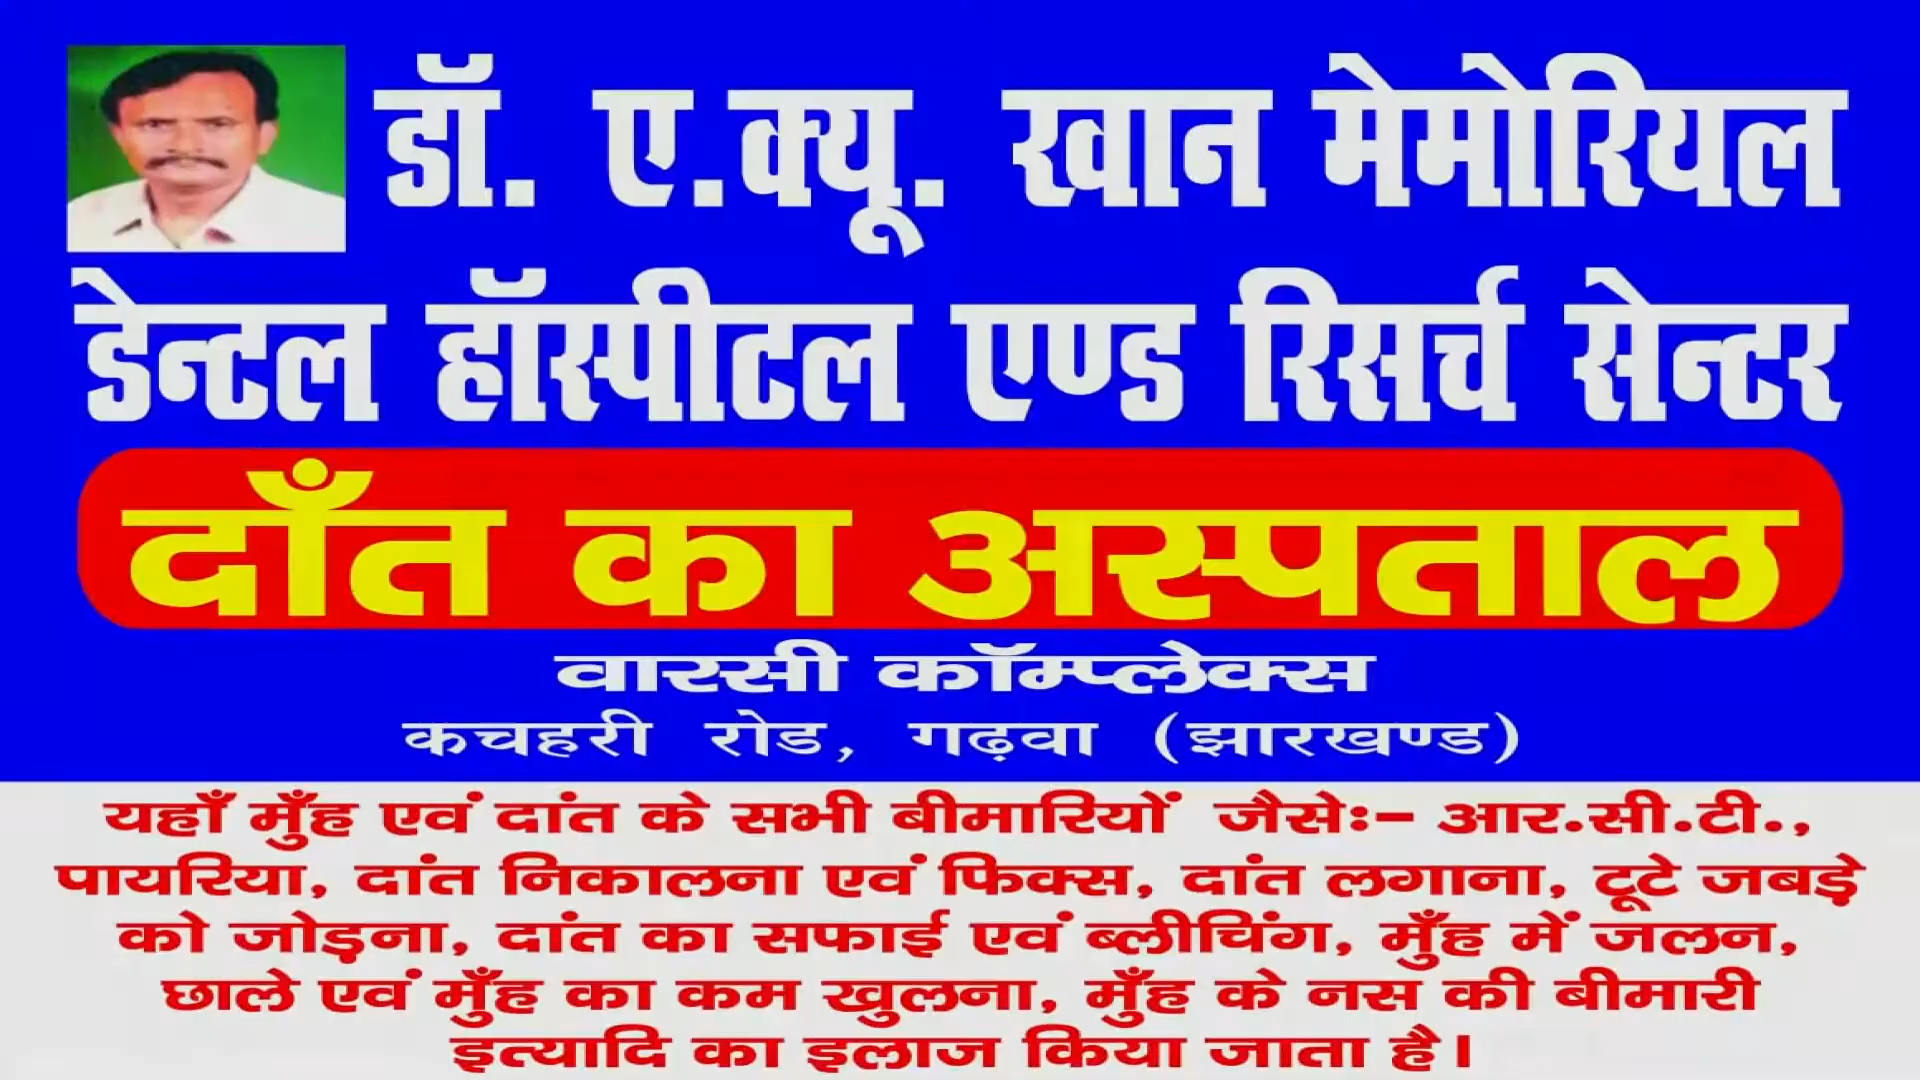 डॉ. ए.क्यू. खान मेमोरियल
डेन्टल हॉस्पीटल एण्ड रिसर्च सेन्टर
दाँत का अस्पताल
वारसी कॉम्प्लेक्स
कचहरी रोड, गढ़वा (झारखण्ड)
यहाँ मुँह एवं दांत के सभी बीमारियों जैसेः- आर.सी.टी.,
पायरिया, दांत निकालना एवं फिक्स, दांत लगाना, टूटे जबड़े
को जोड़ना, दांत का सफाई एवं ब्लीचिंग, मुँह में जलन,
छाले एवं मुँह का कम खुलना, मुँह के नस की बीमारी
इत्यादि का इलाज किया जाता है।